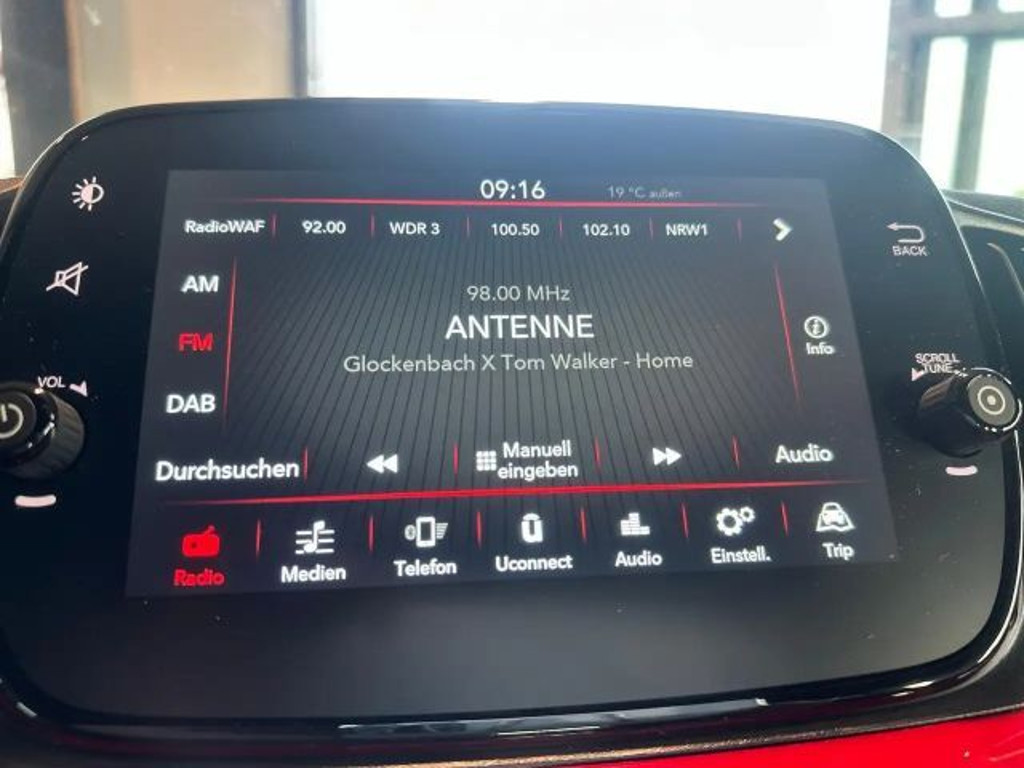 09:16
19 °C außen
RadioWAF 92.00 WDR 3 100.50 102.10 NRW1
BACK
AM
98.00 MHz
FM
ANTENNE
Info
Glockenbach X Tom Walker - Home
VOL
SCROLL
TUNE
DAB
Durchsuchen
Manuell
eingeben
Audio
Radio Medien Telefon Uconnect Audio Einstell. Trip